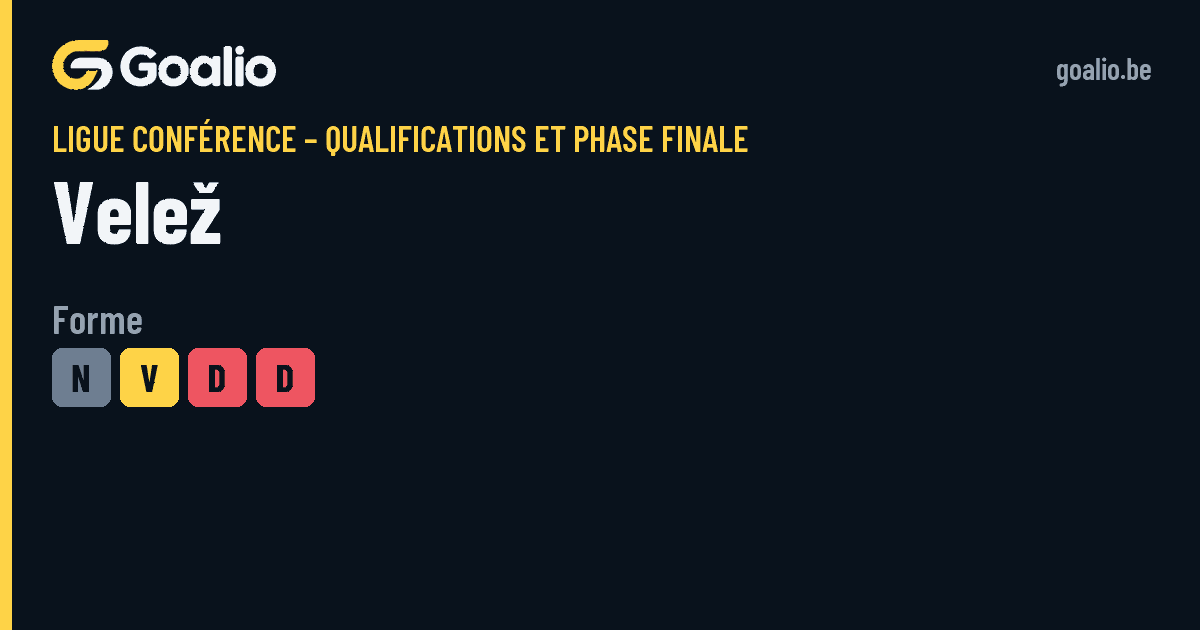 Goalio
goalio.be
LIGUE CONFÉRENCE – QUALIFICATIONS ET PHASE FINALE
Velež
Forme
N V D D